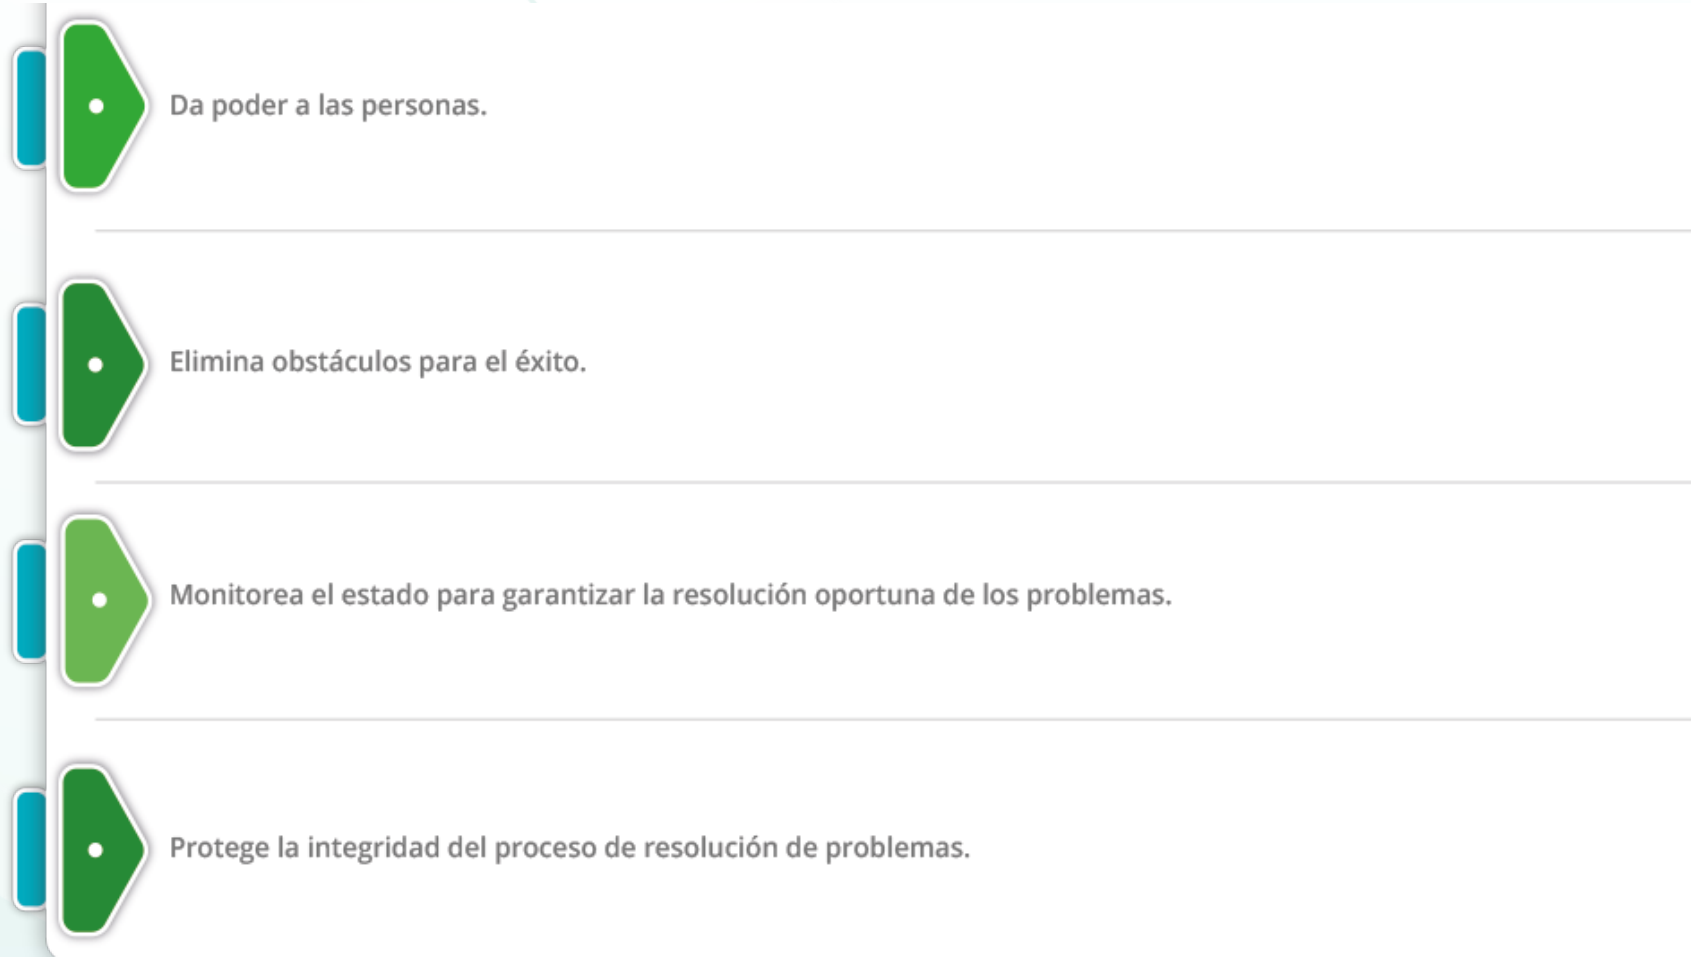 Da poder a las personas.
Elimina obstáculos para el éxito.
Monitorea el estado para garantizar la resolución oportuna de los problemas.
Protege la integridad del proceso de resolución de problemas.